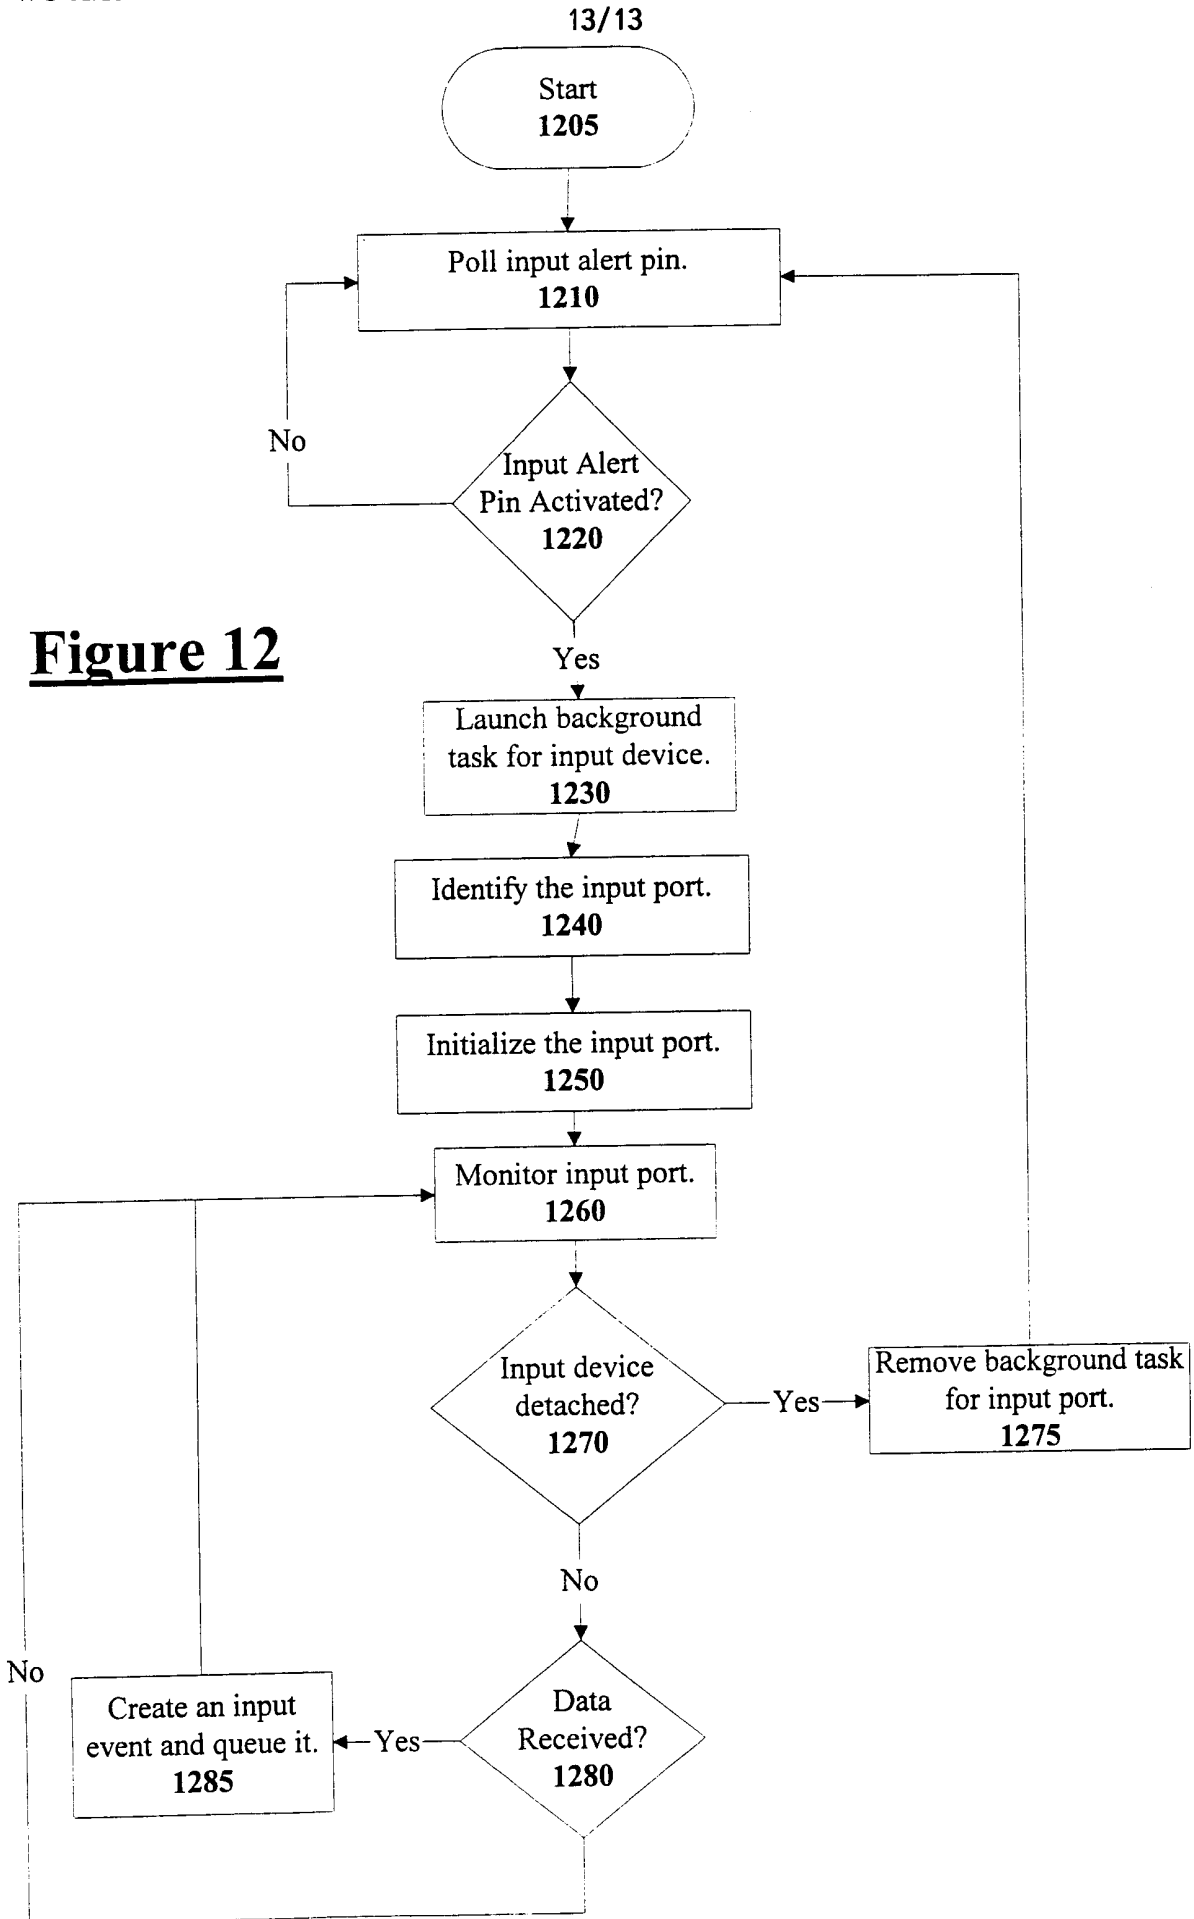 13/13
Start
1205
Poll input alert pin.
1210
No
Input Alert
Pin Activated?
1220
Figure 12
Yes
Launch background
task for input device.
1230
Identify the input port.
1240
Initialize the input port.
1250
Monitor input port.
1260
Input device
detached?
1270
Yes
Remove background task
for input port.
1275
No
No
Create an input
event and queue it.
1285
Yes
Data
Received?
1280